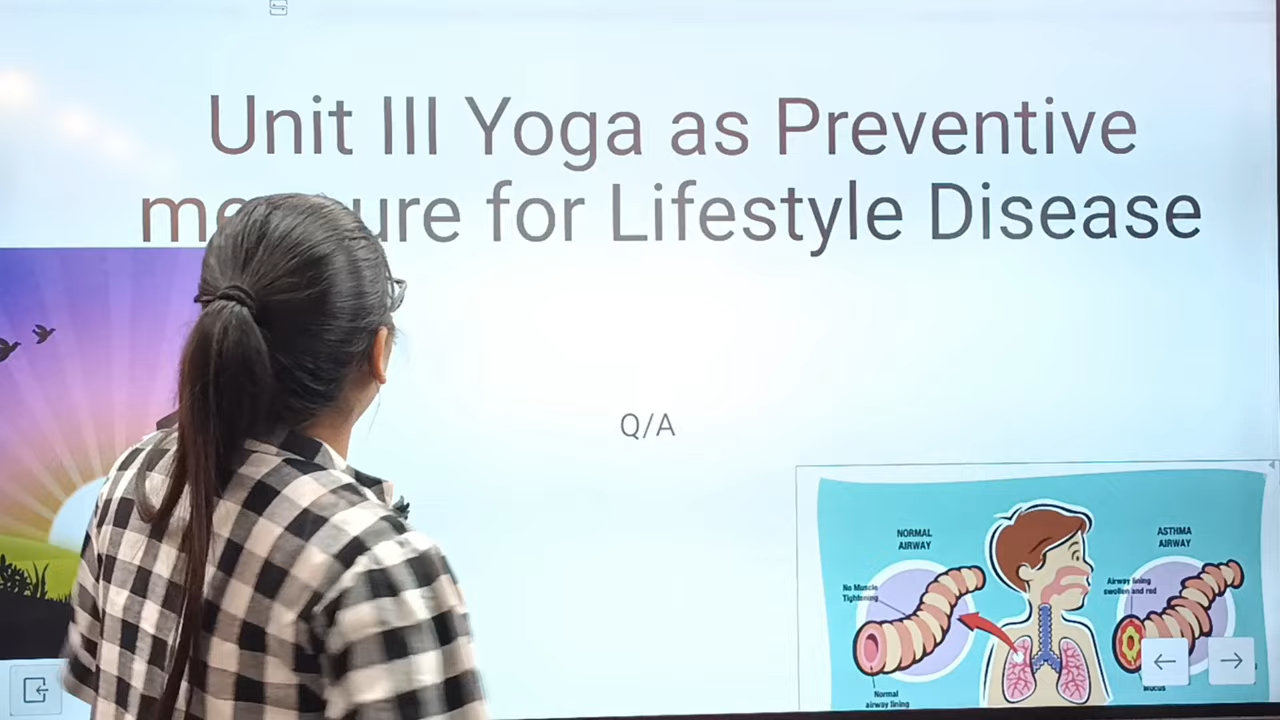 Unit III Yoga as Preventive
for Lifestyle Disease
Q/A
NORMAL
AIRWAY
ASTHMA
AIRWAY
No Muscle
Tightening
Airway lining
swollen and red
Normal
airway lining
Mucus